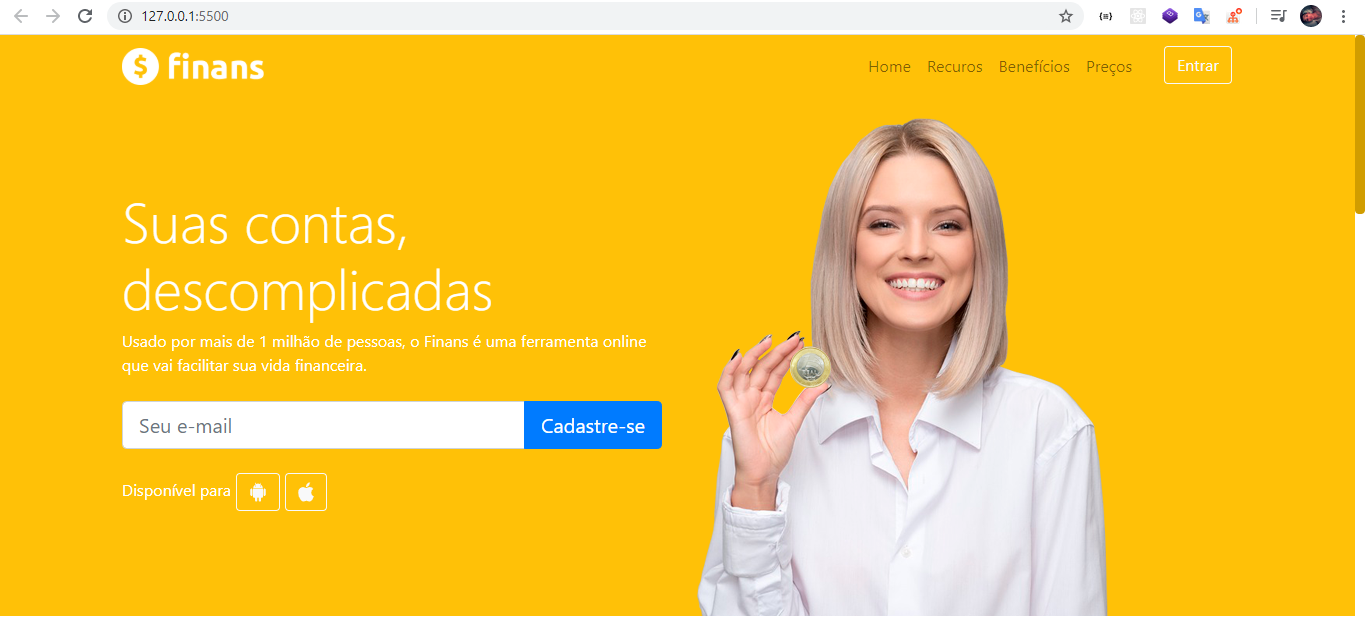 127.0.0.1:5500
finans
Home Recuros Benefícios Preços Entrar
Suas contas,
descomplicadas
Usado por mais de 1 milhão de pessoas, o Finans é uma ferramenta online
que vai facilitar sua vida financeira.
Seu e-mail Cadastre-se
Disponível para